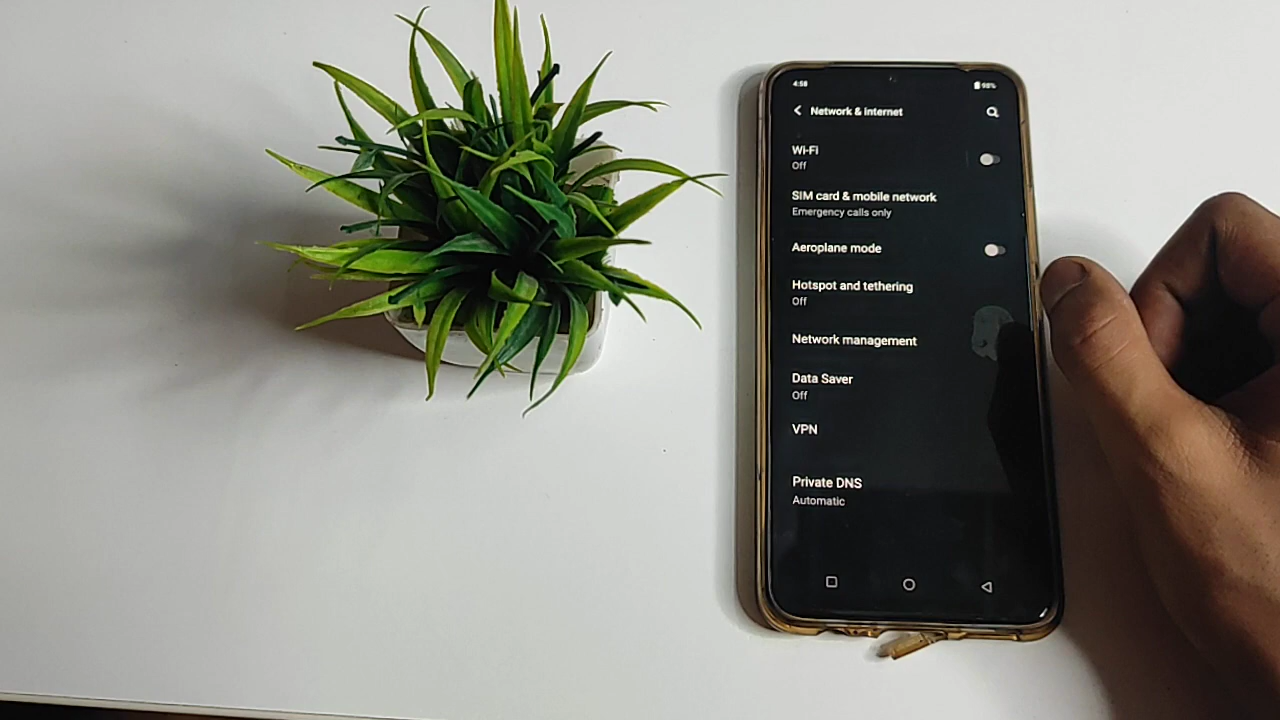 4:58
98%
Network & internet
Wi-Fi
Off
SIM card & mobile network
Emergency calls only
Aeroplane mode
Hotspot and tethering
Off
Network management
Data Saver
Off
VPN
Private DNS
Automatic